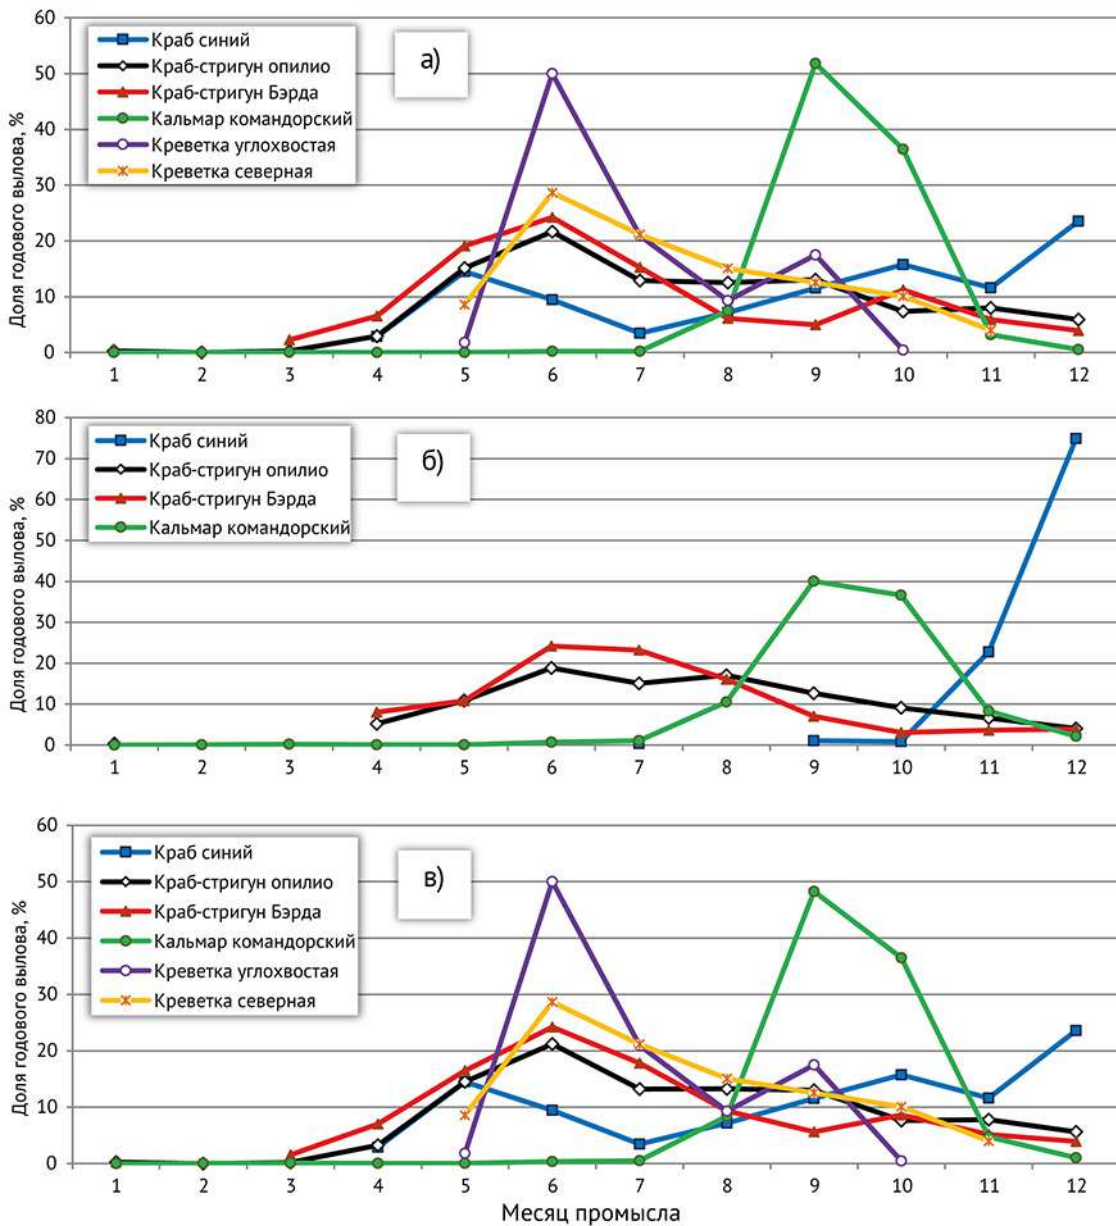 60
50
40
30
20
10
0
Доля годового вылова, %
Краб синий
Краб-стригун опилио
Краб-стригун Бэрда
Кальмар командорский
Креветка углохвостая
Креветка северная
а)
1 2 3 4 5 6 7 8 9 10 11 12
80
70
60
50
40
30
20
10
0
Доля годового вылова, %
Краб синий
Краб-стригун опилио
Краб-стригун Бэрда
Кальмар командорский
б)
1 2 3 4 5 6 7 8 9 10 11 12
60
50
40
30
20
10
0
Доля годового вылова, %
Краб синий
Краб-стригун опилио
Краб-стригун Бэрда
Кальмар командорский
Креветка углохвостая
Креветка северная
в)
1 2 3 4 5 6 7 8 9 10 11 12
Месяц промысла